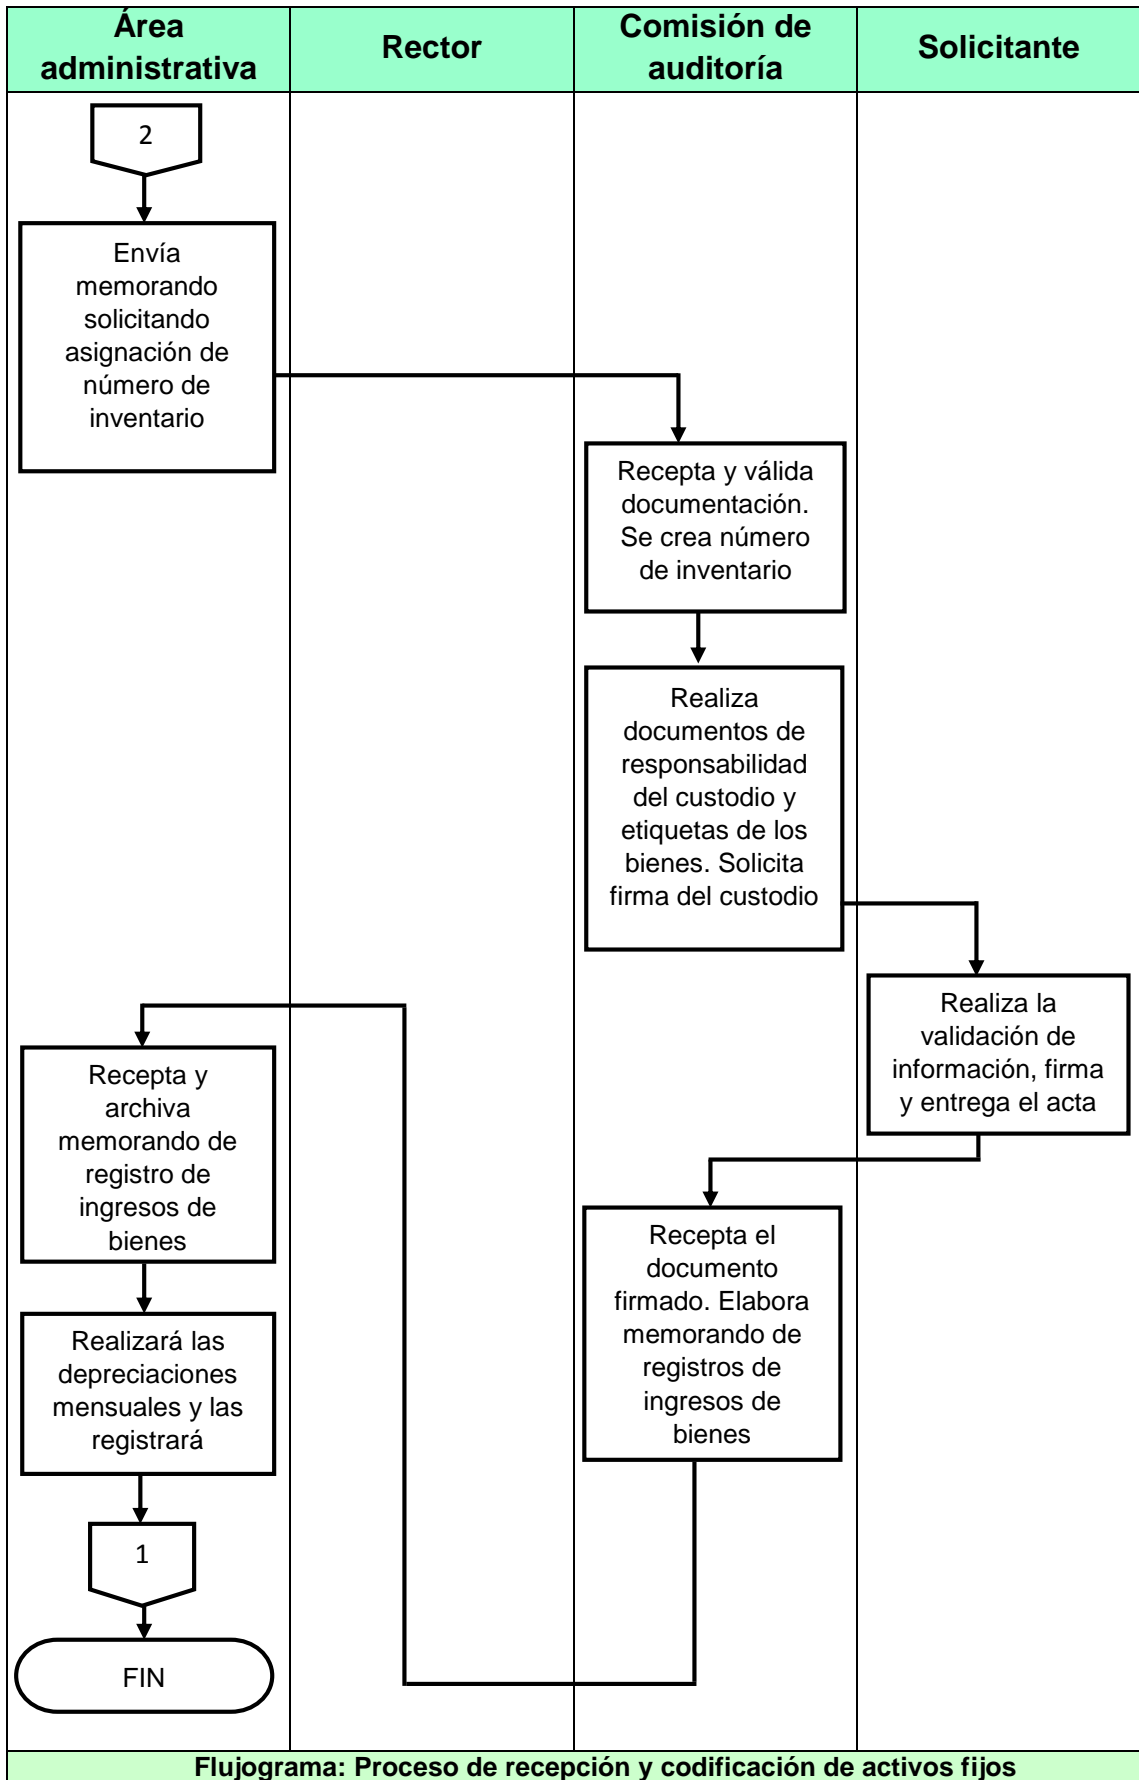 Área
administrativa
Rector
Comisión de
auditoría
Solicitante
2
Envía
memorando
solicitando
asignación de
número de
inventario
Recepta y válida
documentación.
Se crea número
de inventario
Realiza
documentos de
responsabilidad
del custodio y
etiquetas de los
bienes. Solicita
firma del custodio
Realiza la
validación de
información, firma
y entrega el acta
Recepta el
documento
firmado. Elabora
memorando de
registros de
ingresos de
bienes
Recepta y
archiva
memorando de
registro de
ingresos de
bienes
Realizará las
depreciaciones
mensuales y las
registrará
1
FIN
Flujograma: Proceso de recepción y codificación de activos fijos